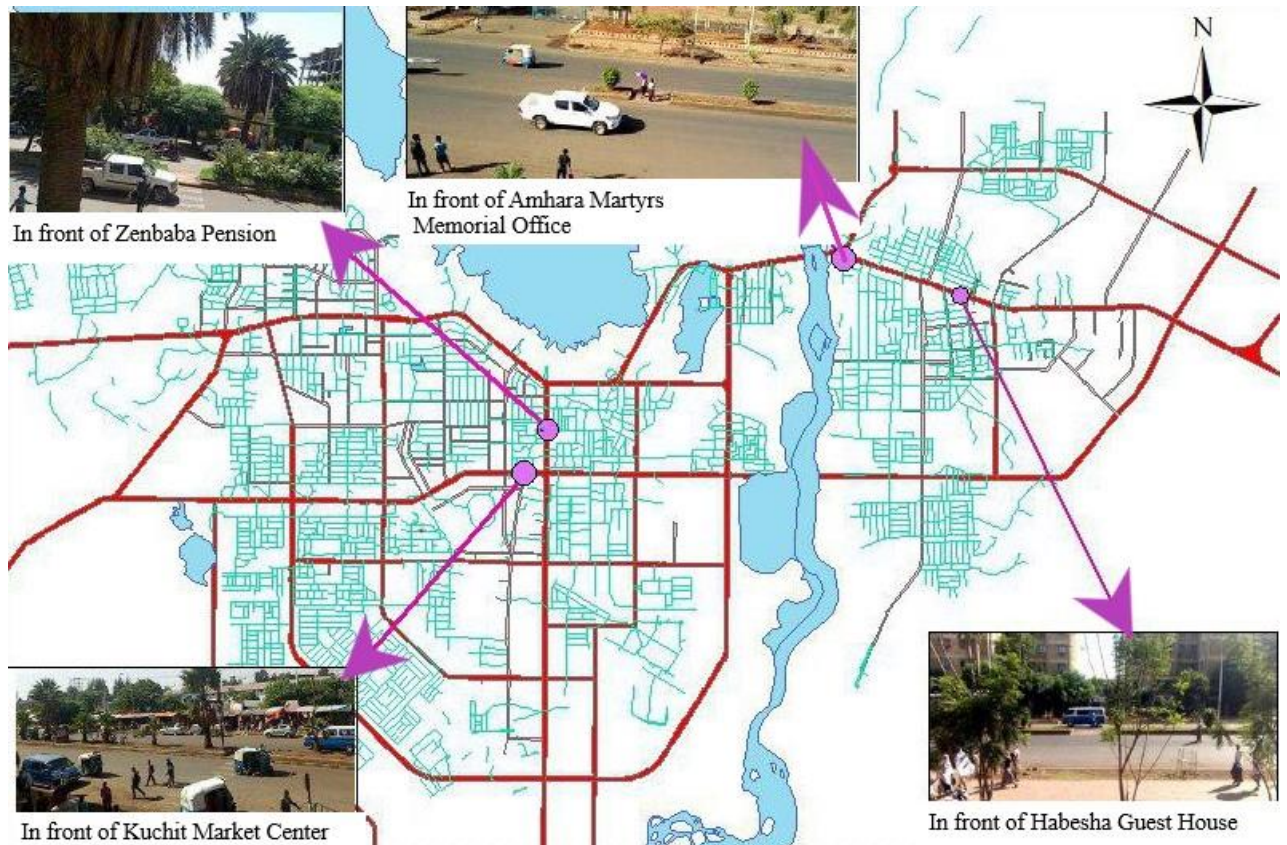 N
In front of Zenbaba Pension
In front of Amhara Martyrs
Memorial Office
In front of Kuchit Market Center
In front of Habesha Guest House